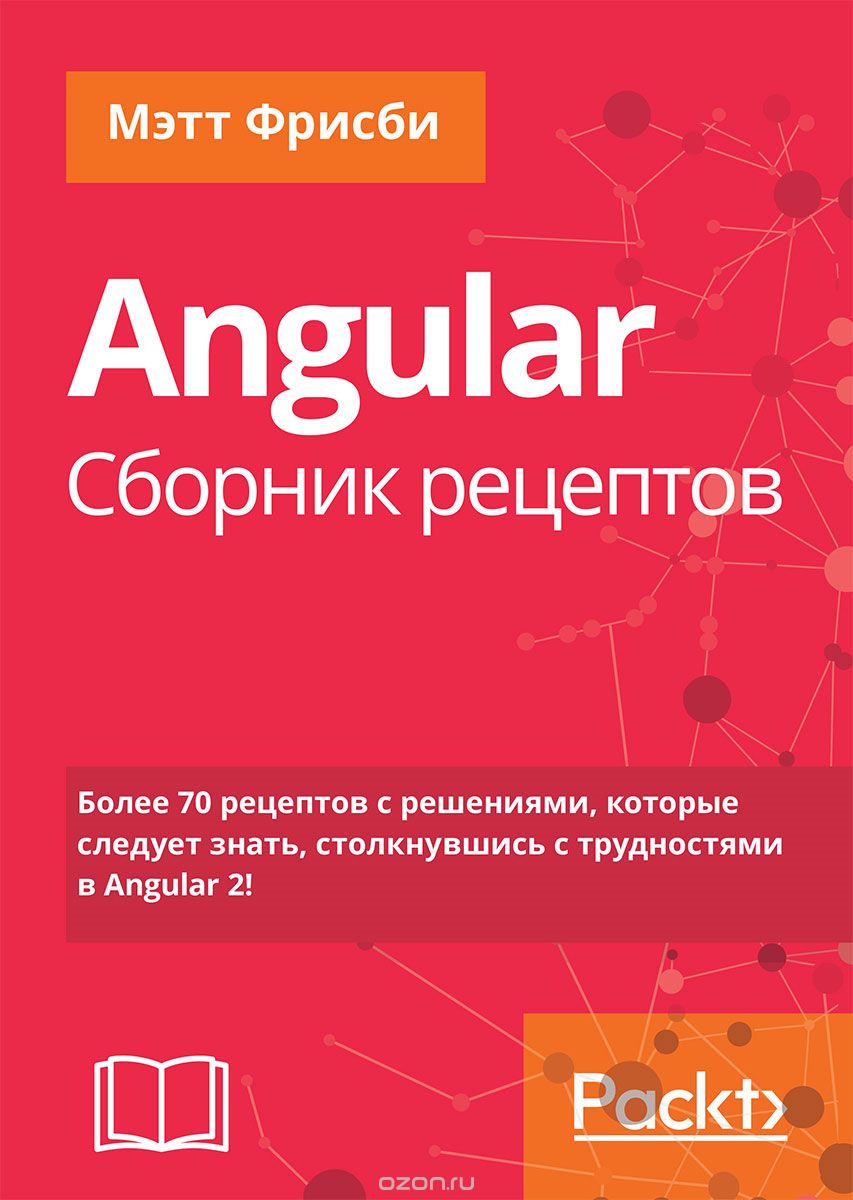 Мэтт Фрисби
Angular
Сборник рецептов
Более 70 рецептов с решениями, которые
следует знать, столкнувшись с трудностями
в Angular 2!
Packt>
ozon.ru